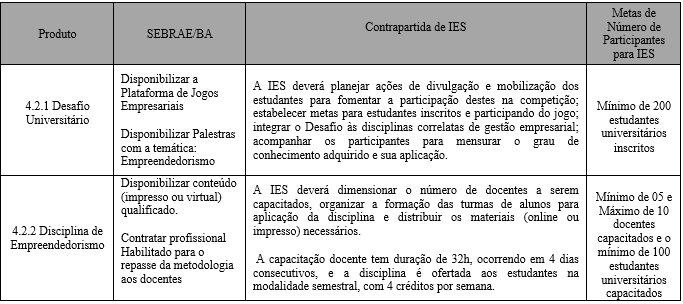 Produto
SEBRAE/BA
Contrapartida de IES
Metas de
Número de
Participantes
para IES
4.2.1 Desafio
Universitário
Disponibilizar a
Plataforma de Jogos
Empresariais
Disponibilizar Palestras
com a temática:
Empreendedorismo
A IES deverá planejar ações de divulgação e mobilização dos
estudantes para fomentar a participação destes na competição;
estabelecer metas para estudantes inscritos e participando do jogo;
integrar o Desafio às disciplinas correlatas de gestão empresarial;
acompanhar os participantes para mensurar o grau de
conhecimento adquirido e sua aplicação.
Mínimo de 200
estudantes
universitários
inscritos
4.2.2 Disciplina de
Empreendedorismo
Disponibilizar conteúdo
(impresso ou virtual)
qualificado.
Contratar profissional
Habilitado para o
repasse da metodologia
aos docentes
A IES deverá dimensionar o número de docentes a serem
capacitados, organizar a formação das turmas de alunos para
aplicação da disciplina e distribuir os materiais (online ou
impresso) necessários.
A capacitação docente tem duração de 32h, ocorrendo em 4 dias
consecutivos, e a disciplina é ofertada aos estudantes na
modalidade semestral, com 4 créditos por semana.
Mínimo de 05 e
Máximo de 10
docentes
capacitados e o
mínimo de 100
estudantes
universitários
capacitados